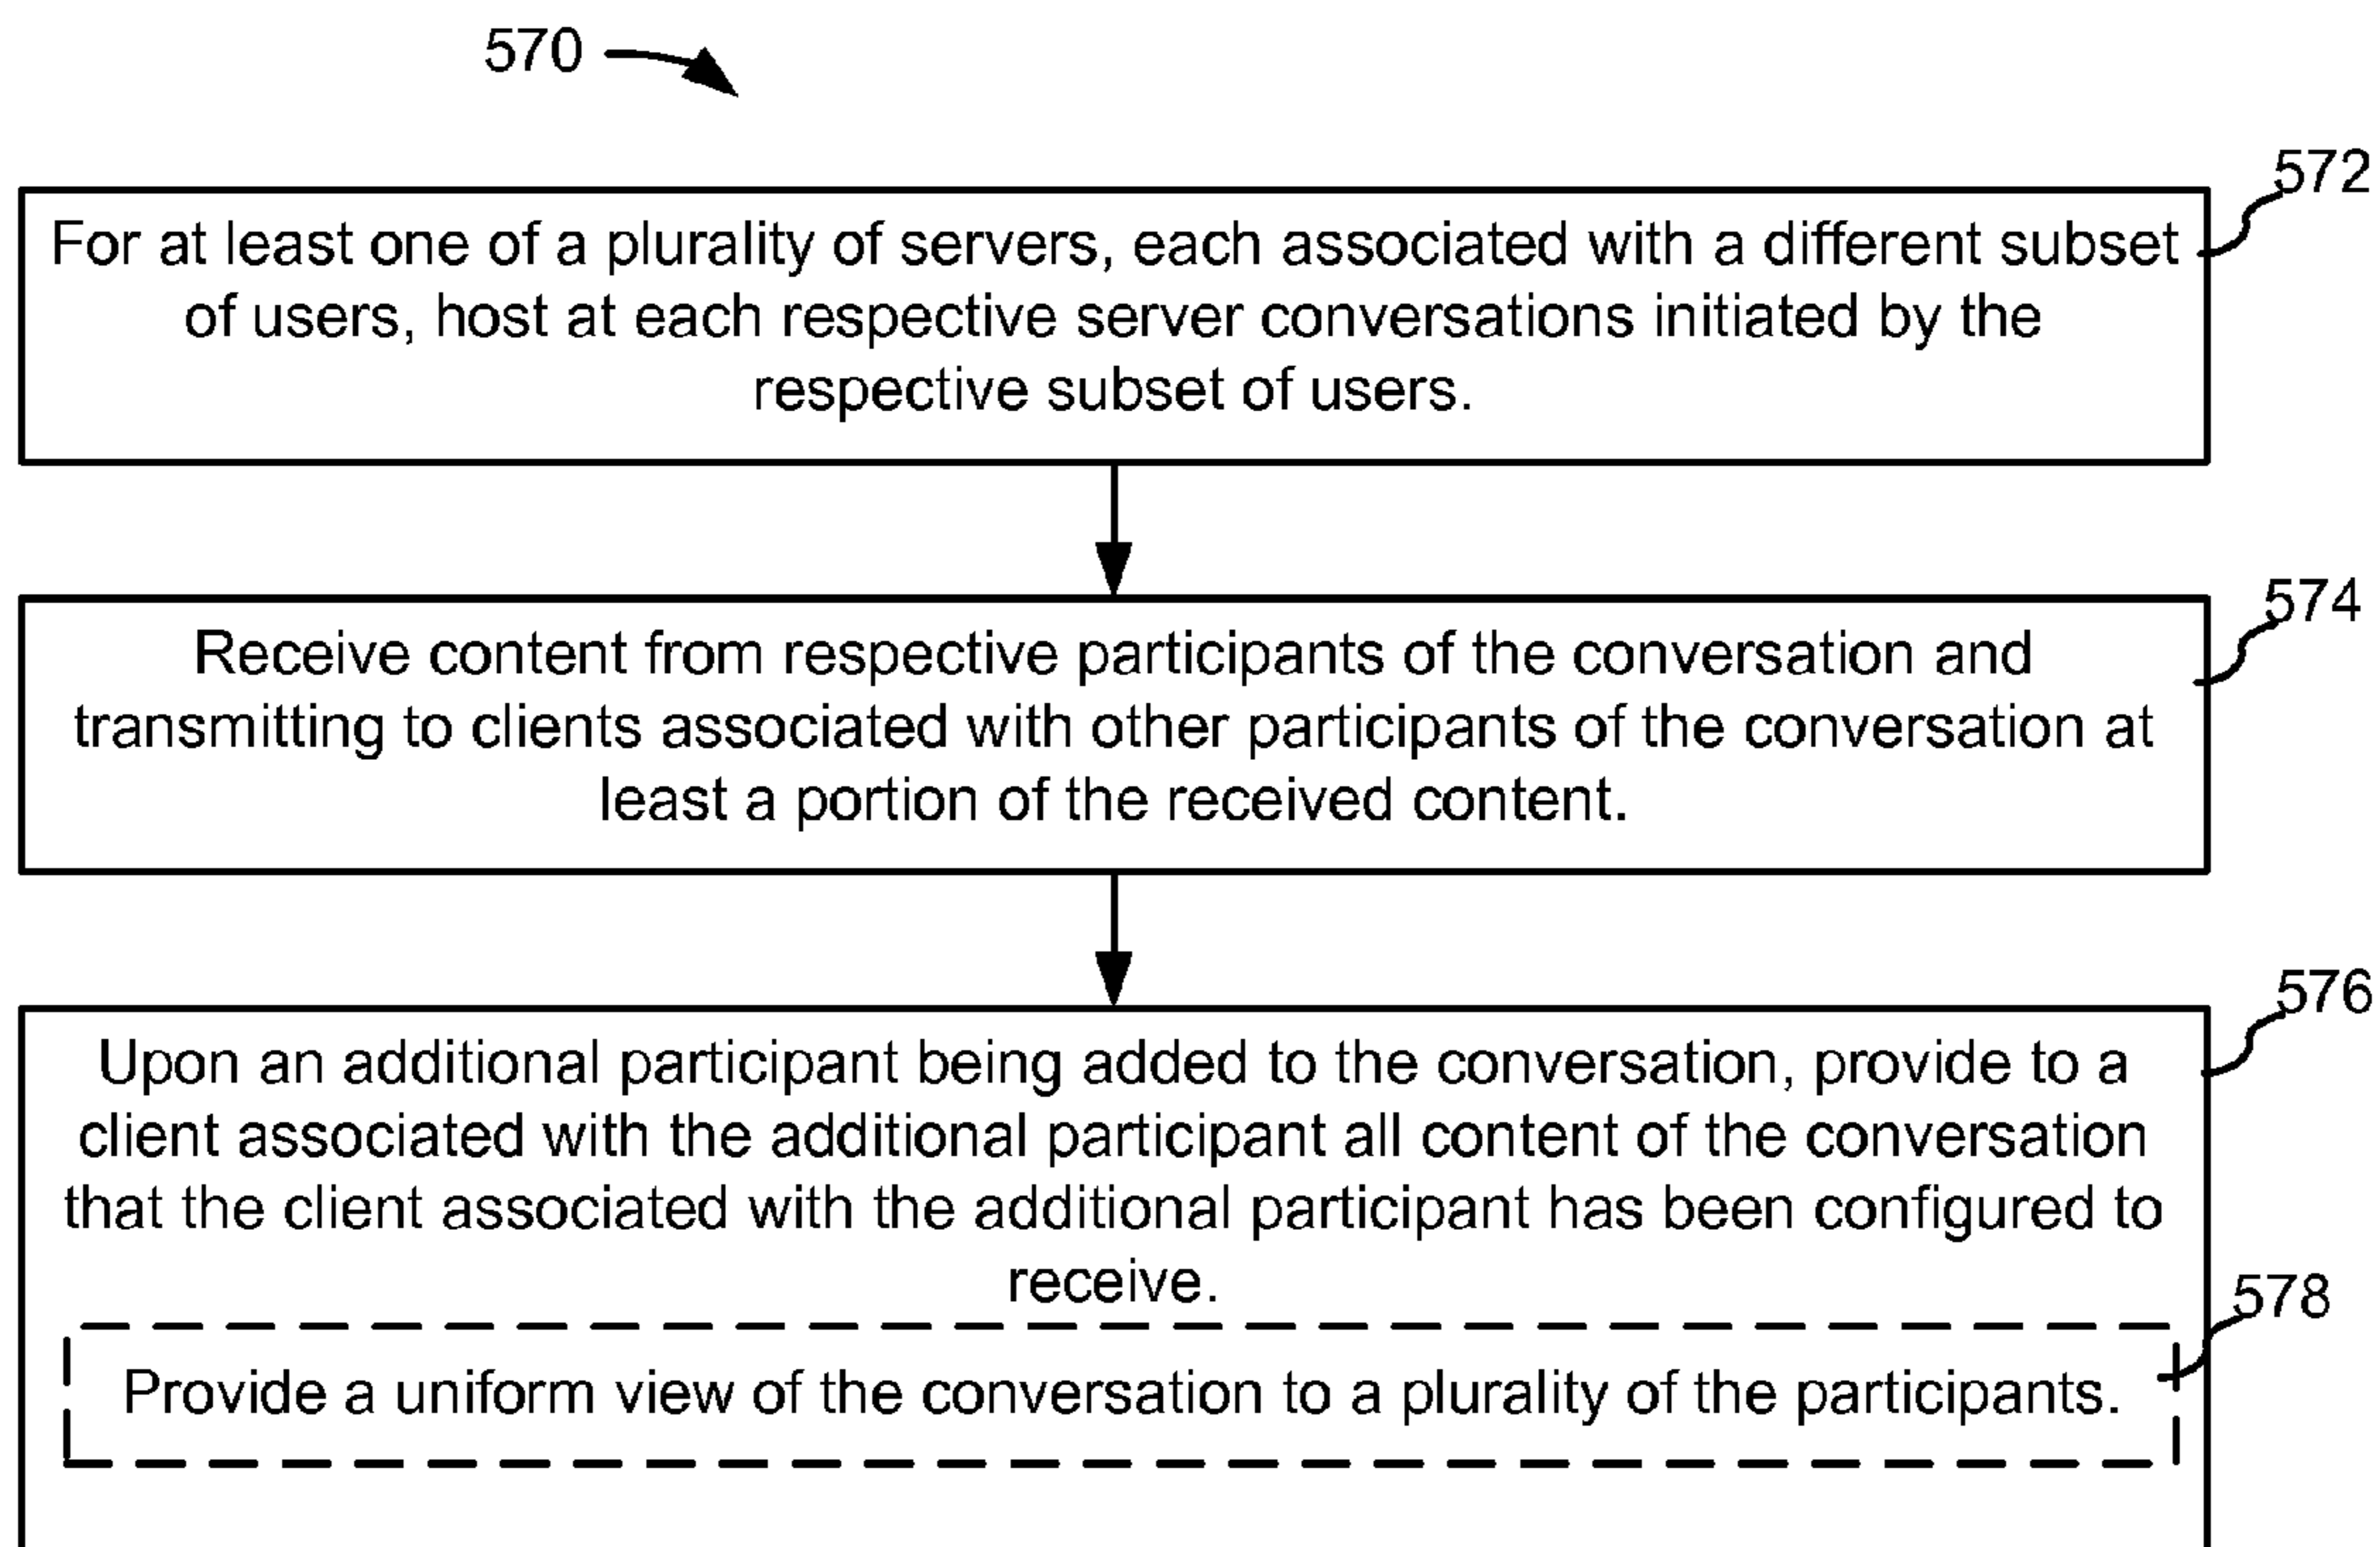 570
572
For at least one of a plurality of servers, each associated with a different subset
of users, host at each respective server conversations initiated by the
respective subset of users.
574
Receive content from respective participants of the conversation and
transmitting to clients associated with other participants of the conversation at
least a portion of the received content.
576
Upon an additional participant being added to the conversation, provide to a
client associated with the additional participant all content of the conversation
that the client associated with the additional participant has been configured to
receive.
578
Provide a uniform view of the conversation to a plurality of the participants.